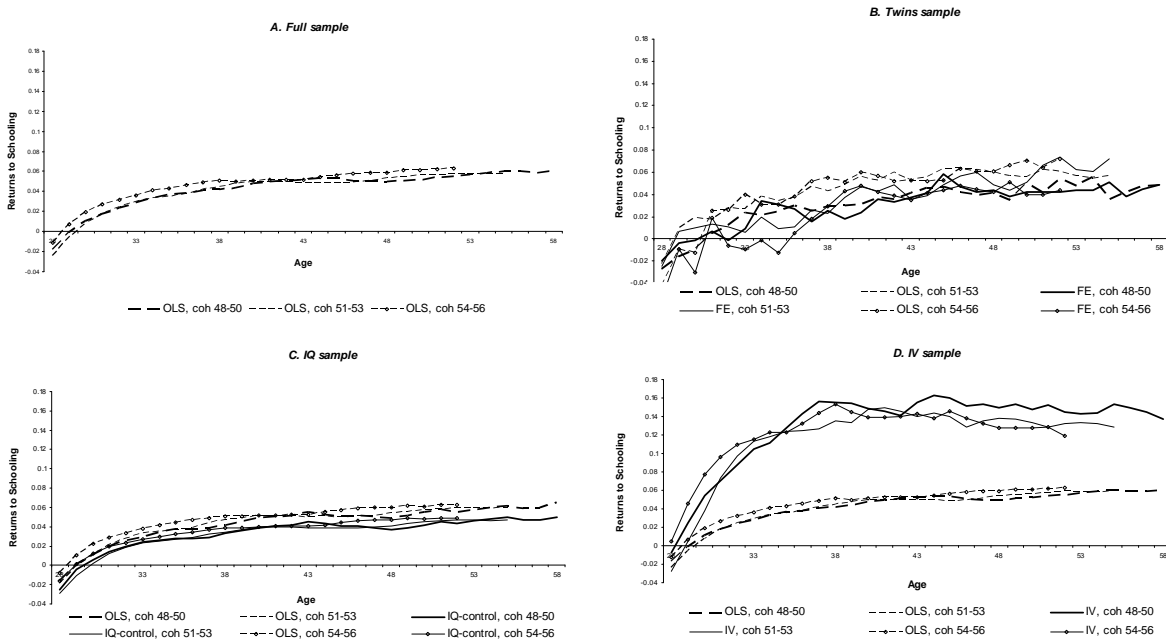 A. Full sample
Returns to Schooling
0.18
0.16
0.14
0.12
0.1
0.08
0.06
0.04
0.02
0
-0.02
-0.04
28
33
38
43
48
53
58
Age
OLS, coh 48-50
OLS, coh 51-53
OLS, coh 54-56
B. Twins sample
Returns to Schooling
0.18
0.16
0.14
0.12
0.1
0.08
0.06
0.04
0.02
0
-0.02
-0.04
28
33
38
43
48
53
58
Age
OLS, coh 48-50
OLS, coh 51-53
FE, coh 48-50
FE, coh 51-53
OLS, coh 54-56
FE, coh 54-56
C. IQ sample
Returns to Schooling
0.18
0.16
0.14
0.12
0.1
0.08
0.06
0.04
0.02
0
-0.02
-0.04
28
33
38
43
48
53
58
Age
OLS, coh 48-50
OLS, coh 51-53
IQ-control, coh 48-50
IQ-control, coh 51-53
OLS, coh 54-56
IQ-control, coh 54-56
D. IV sample
Returns to Schooling
0.18
0.16
0.14
0.12
0.1
0.08
0.06
0.04
0.02
0
-0.02
-0.04
28
33
38
43
48
53
58
Age
OLS, coh 48-50
OLS, coh 51-53
IV, coh 48-50
IV, coh 51-53
OLS, coh 54-56
IV, coh 54-56